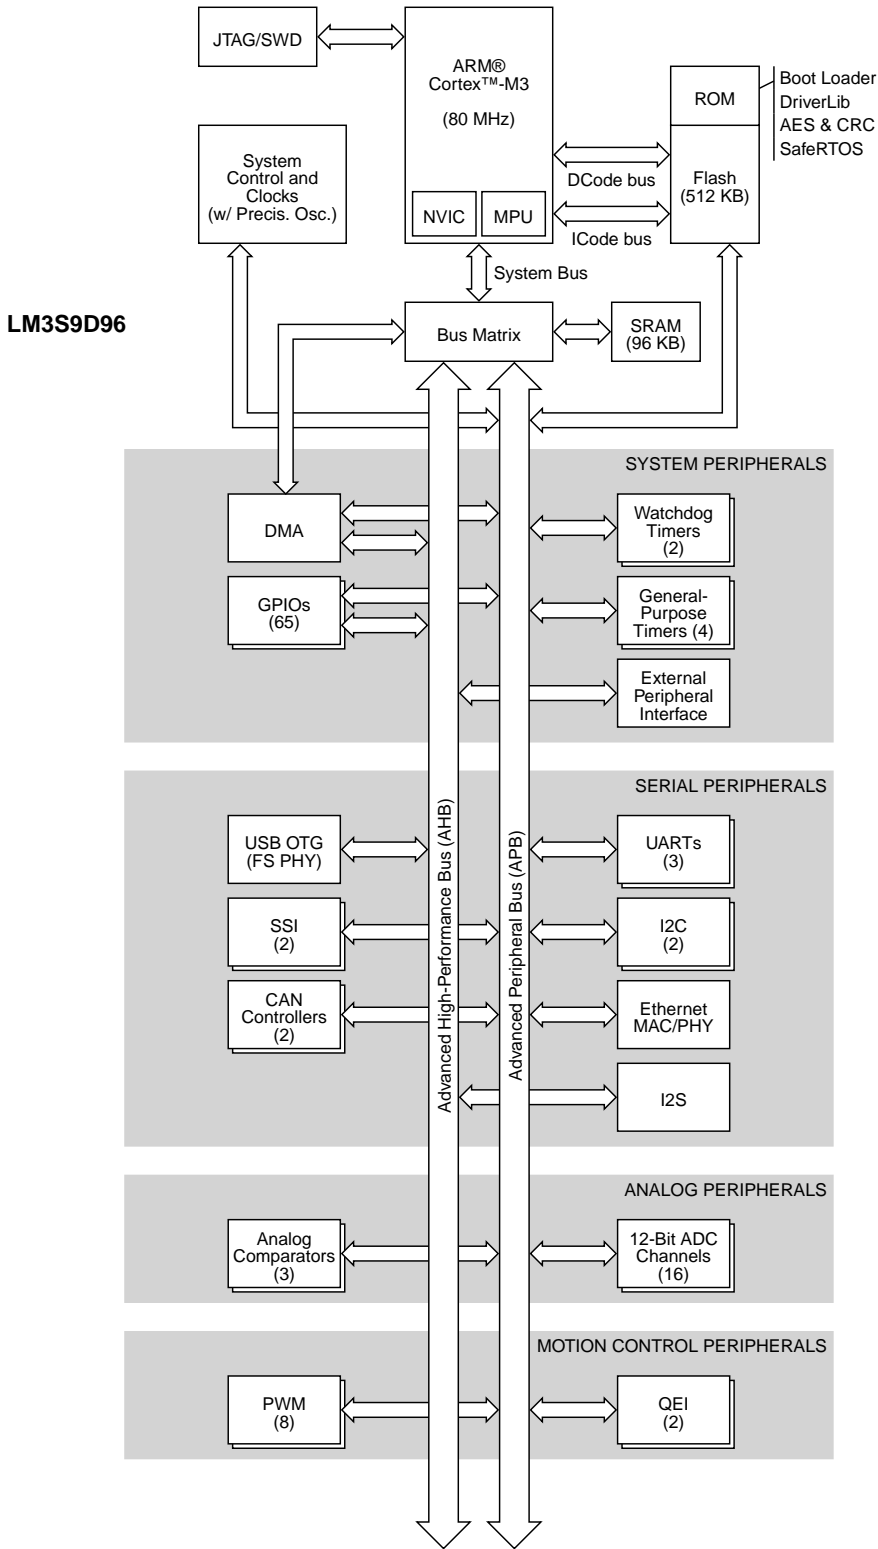 JTAG/SWD
ARM®
Cortex™-M3
(80 MHz)
NVIC
MPU
ROM
Boot Loader
DriverLib
AES & CRC
SafeRTOS
Flash
(512 KB)
DCode bus
ICode bus
System
Control and
Clocks
(w/ Precis. Osc.)
System Bus
LM3S9D96
Bus Matrix
SRAM
(96 KB)
SYSTEM PERIPHERALS
DMA
Watchdog
Timers
(2)
GPIOs
(65)
General-
Purpose
Timers (4)
External
Peripheral
Interface
Advanced High-Performance Bus (AHB)
Advanced Peripheral Bus (APB)
SERIAL PERIPHERALS
USB OTG
(FS PHY)
UARTs
(3)
SSI
(2)
I2C
(2)
CAN
Controllers
(2)
Ethernet
MAC/PHY
I2S
ANALOG PERIPHERALS
Analog
Comparators
(3)
12-Bit ADC
Channels
(16)
MOTION CONTROL PERIPHERALS
PWM
(8)
QEI
(2)